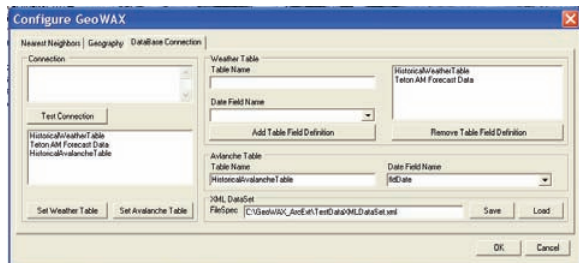 Configure GeoWAX
Nearest Neighbors
Geography
DataBase Connection
Connection
Test Connection
HistoricalWeatherTable
Teton AM Forecast Data
HistoricalAvalancheTable
Set Weather Table
Set Avalanche Table
Weather Table
Table Name
Date Field Name
Add Table Field Definition
HistoricalWeatherTable
Teton AM Forecast Data
Remove Table Field Definition
Avlanche Table
Table Name
HistoricalAvalancheTable
Date Field Name
fldDate
XML DataSet
FileSpec
C:\GeoWAX_ArcExt\TestDataXMLDataSet.xml
Save
Load
OK
Cancel